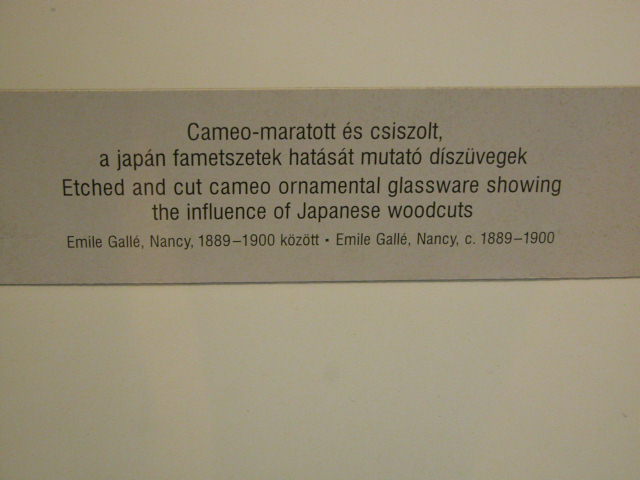 Cameo-maratott és csiszolt,
a japán fametszetek hatását mutató díszüvegek
Etched and cut cameo ornamental glassware showing
the influence of Japanese woodcuts
Emile Gallé, Nancy, 1889–1900 között • Emile Gallé, Nancy, c. 1889–1900